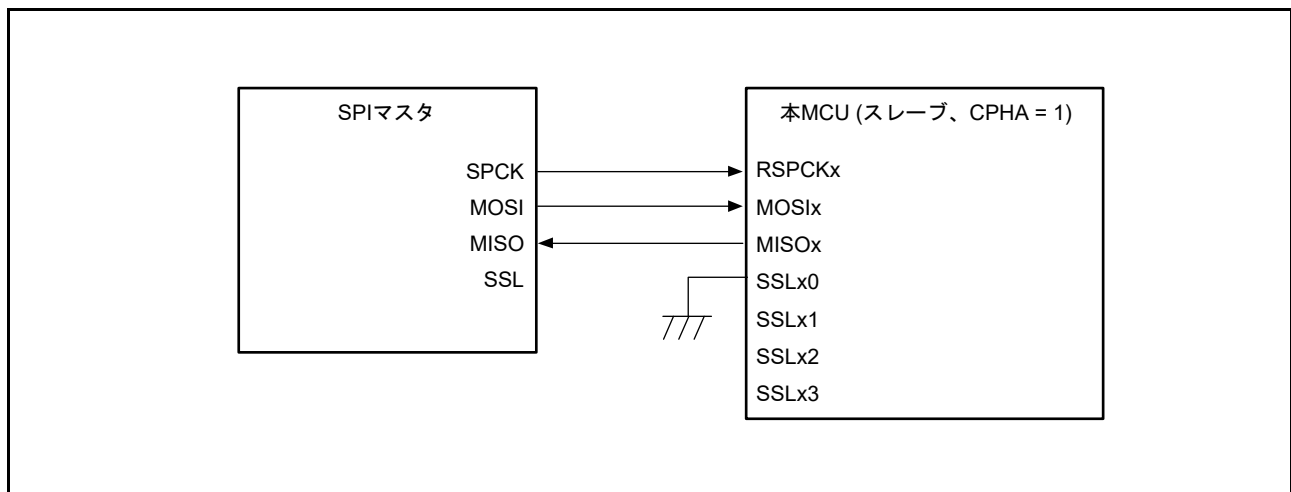 SPIマスタ
SPCK
MOSI
MISO
SSL
本MCU (スレーブ、CPHA = 1)
RSPCKx
MOSIx
MISOx
SSLx0
SSLx1
SSLx2
SSLx3